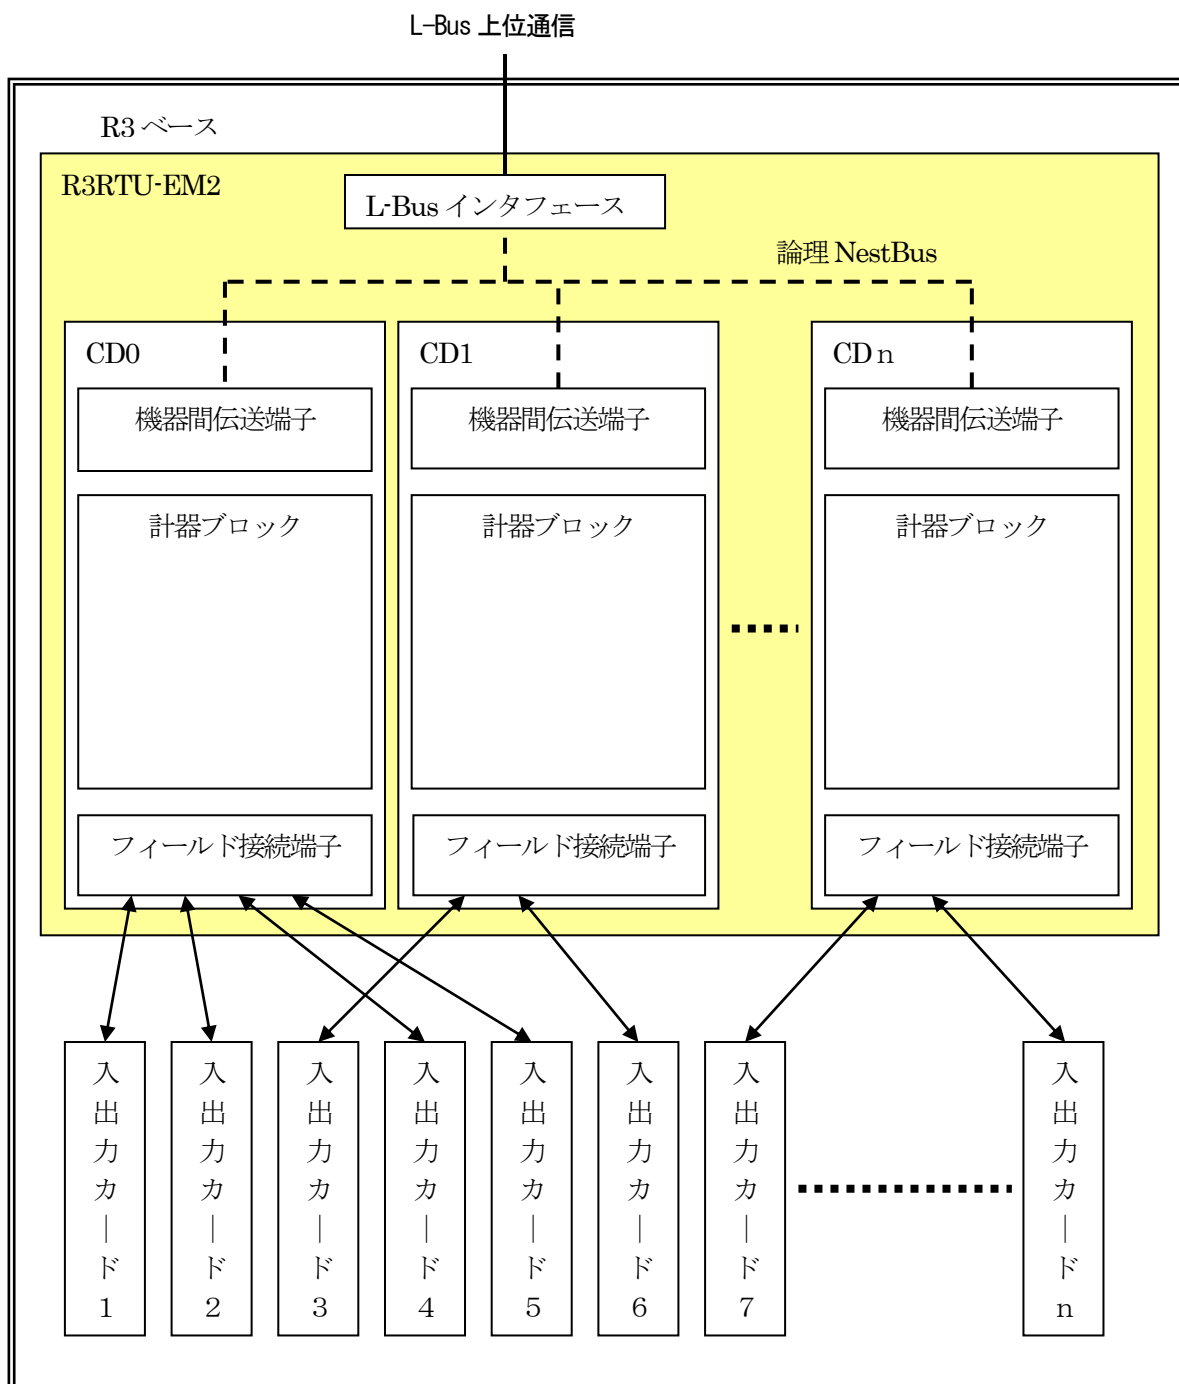 L-Bus 上位通信
R3 ベース
R3RTU-EM2
L-Bus インタフェース
論理 NestBus
CD0
CD1
CDｎ
機器間伝送端子
機器間伝送端子
機器間伝送端子
計器ブロック
計器ブロック
計器ブロック
フィールド接続端子
フィールド接続端子
フィールド接続端子
入出力カード１
入出力カード２
入出力カード３
入出力カード４
入出力カード５
入出力カード６
入出力カード７
入出力カードｎ